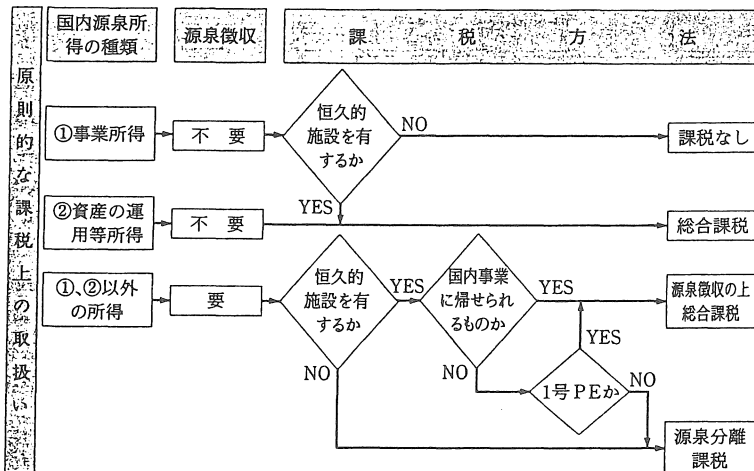 国内源泉所
得の種類
源泉徴収
課税方法
原則的な課税上の取扱い
①事業所得
不要
恒久的
施設を有
するか
NO
課税なし
YES
②資産の運
用等所得
不要
総合課税
①、②以外
の所得
要
恒久的
施設を有
するか
YES
国内事業
に帰せられ
るものか
YES
源泉徴収の上
総合課税
YES
NO
NO
1号PEか
NO
源泉分離
課税